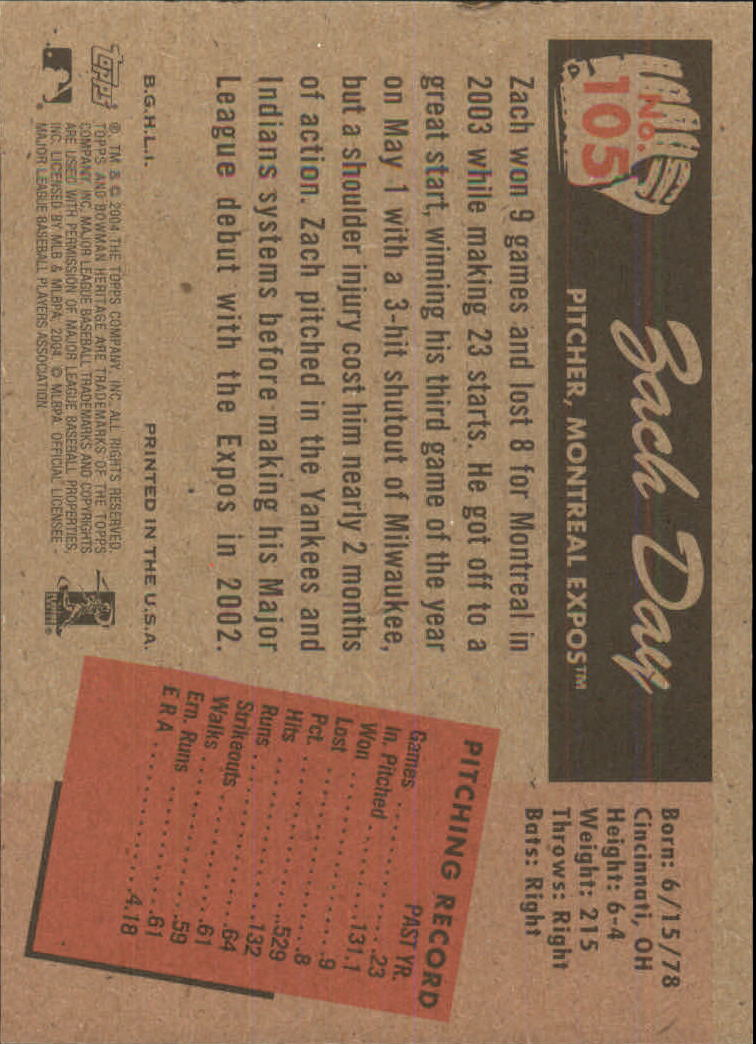 No.
105
Zach Day
PITCHER, MONTREAL EXPOS™
Born: 6/15/78
Cincinnati, OH
Height: 6-4
Weight: 215
Throws: Right
Bats: Right
Zach won 9 games and lost 8 for Montreal in
2003 while making 23 starts. He got off to a
great start, winning his third game of the year
on May 1 with a 3-hit shutout of Milwaukee,
but a shoulder injury cost him nearly 2 months
of action. Zach pitched in the Yankees and
Indians systems before making his Major
League debut with the Expos in 2002.
PITCHING RECORD
PAST YR.
Games ..........23
In. Pitched ..........131.1
Won ..........9
Lost ..........8
Pct. ..........529
Hits ..........132
Runs ..........64
Strikeouts ..........61
Walks ..........59
Ern. Runs ..........61
E R A ..........4.18
B.G.H.L.I. PRINTED IN THE U.S.A.
topps
® TM & © 2004 THE TOPPS COMPANY, INC. ALL RIGHTS RESERVED.
TOPPS AND BOWMAN HERITAGE ARE TRADEMARKS OF THE TOPPS
COMPANY, INC. MAJOR LEAGUE BASEBALL TRADEMARKS AND COPYRIGHTS
ARE USED WITH PERMISSION OF MAJOR LEAGUE BASEBALL PROPERTIES,
INC. LICENSED BY MLB & MLBPA, 2004. © MLBPA. OFFICIAL LICENSEE -
MAJOR LEAGUE BASEBALL PLAYERS ASSOCIATION